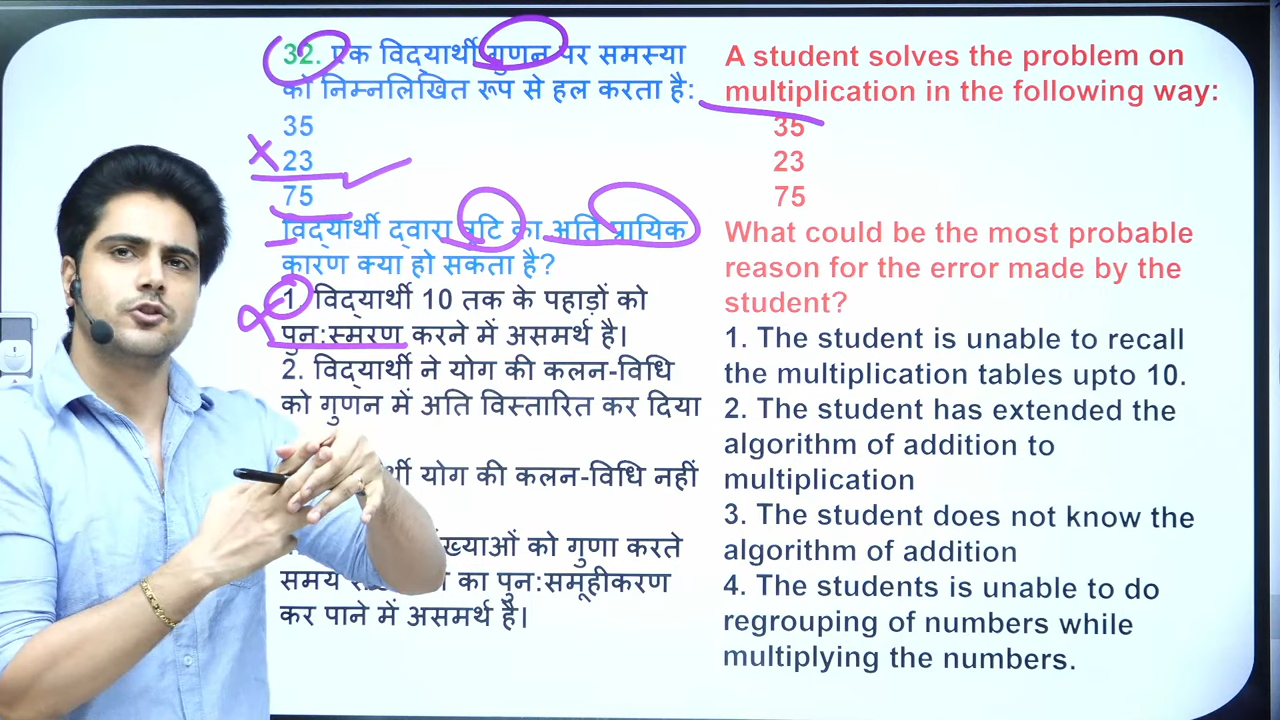 32. एक विद्यार्थी गुणन पर समस्या
को निम्नलिखित रूप से हल करता है:
35
× 23
75
विद्यार्थी द्वारा त्रुटि का अति प्रायिक
कारण क्या हो सकता है?
1. विद्यार्थी 10 तक के पहाड़ों को
पुन:स्मरण करने में असमर्थ है।
2. विद्यार्थी ने योग की कलन-विधि
को गुणन में अति विस्तारित कर दिया
योग की कलन-विधि नहीं
को गुणा करते
समय का पुन:समूहीकरण
कर पाने में असमर्थ है।
A student solves the problem on
multiplication in the following way:
35
23
75
What could be the most probable
reason for the error made by the
student?
1. The student is unable to recall
the multiplication tables upto 10.
2. The student has extended the
algorithm of addition to
multiplication
3. The student does not know the
algorithm of addition
4. The students is unable to do
regrouping of numbers while
multiplying the numbers.